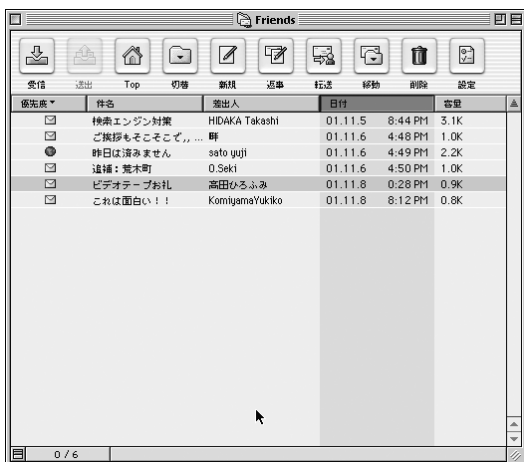 Friends
受信 送出 Top 切替 新規 返事 転送 移動 削除 設定
優先度 件名 差出人 日付 容量
検索エンジン対策 HIDAKA Takashi 01.11.5 8:44 PM 3.1K
ご挨拶もそこそこで,, ... 畔 01.11.6 4:48 PM 1.0K
昨日は済みません sato yuji 01.11.6 4:49 PM 2.2K
追補：荒木町 O.Seki 01.11.6 4:50 PM 1.0K
ビデオテープお礼 高田ひろふみ 01.11.8 0:28 PM 0.9K
これは面白い！！ KomiyamaYukiko 01.11.8 8:12 PM 0.8K
0 / 6